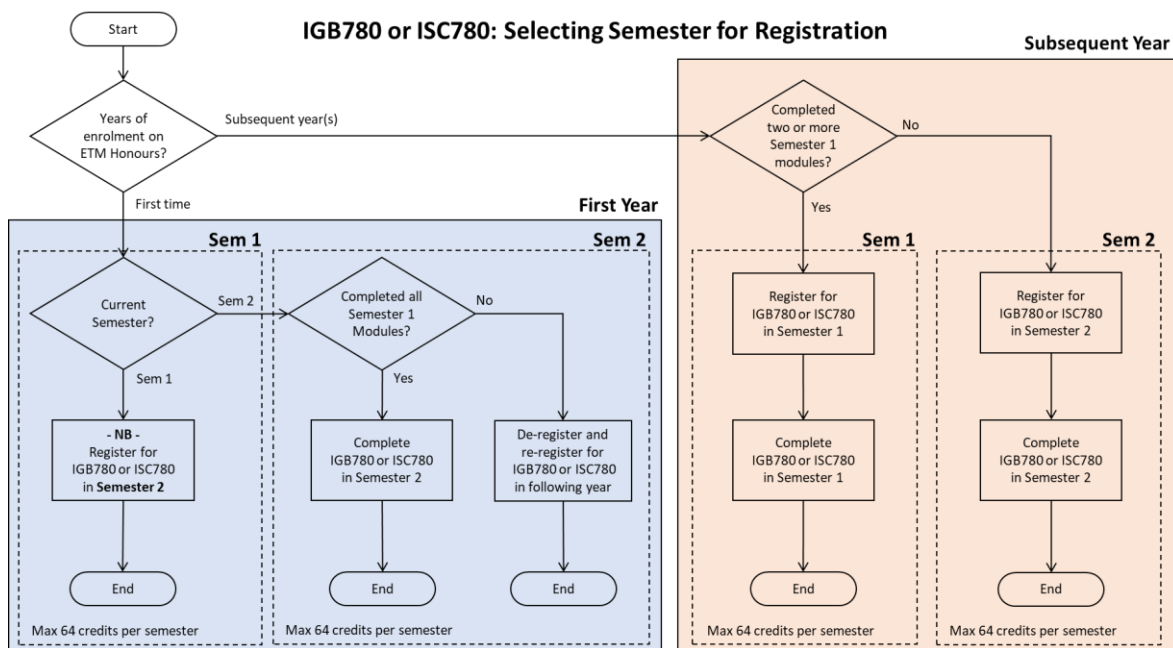 Start
IGB780 or ISC780: Selecting Semester for Registration
Subsequent Year
Years of
enrolment on
ETM Honours?
Subsequent year(s)
Completed
two or more
Semester 1
modules?
No
First time
Yes
First Year
Sem 1
Sem 2
Sem 1
Sem 2
Current
Semester?
Sem 2
Completed all
Semester 1
Modules?
No
Register for
IGB780 or ISC780
in Semester 1
Register for
IGB780 or ISC780
in Semester 2
Sem 1
Yes
- NB -
Register for
IGB780 or ISC780
in Semester 2
Complete
IGB780 or ISC780
in Semester 2
De-register and
re-register for
IGB780 or ISC780
in following year
Complete
IGB780 or ISC780
in Semester 1
Complete
IGB780 or ISC780
in Semester 2
End
End
End
End
End
Max 64 credits per semester
Max 64 credits per semester
Max 64 credits per semester
Max 64 credits per semester